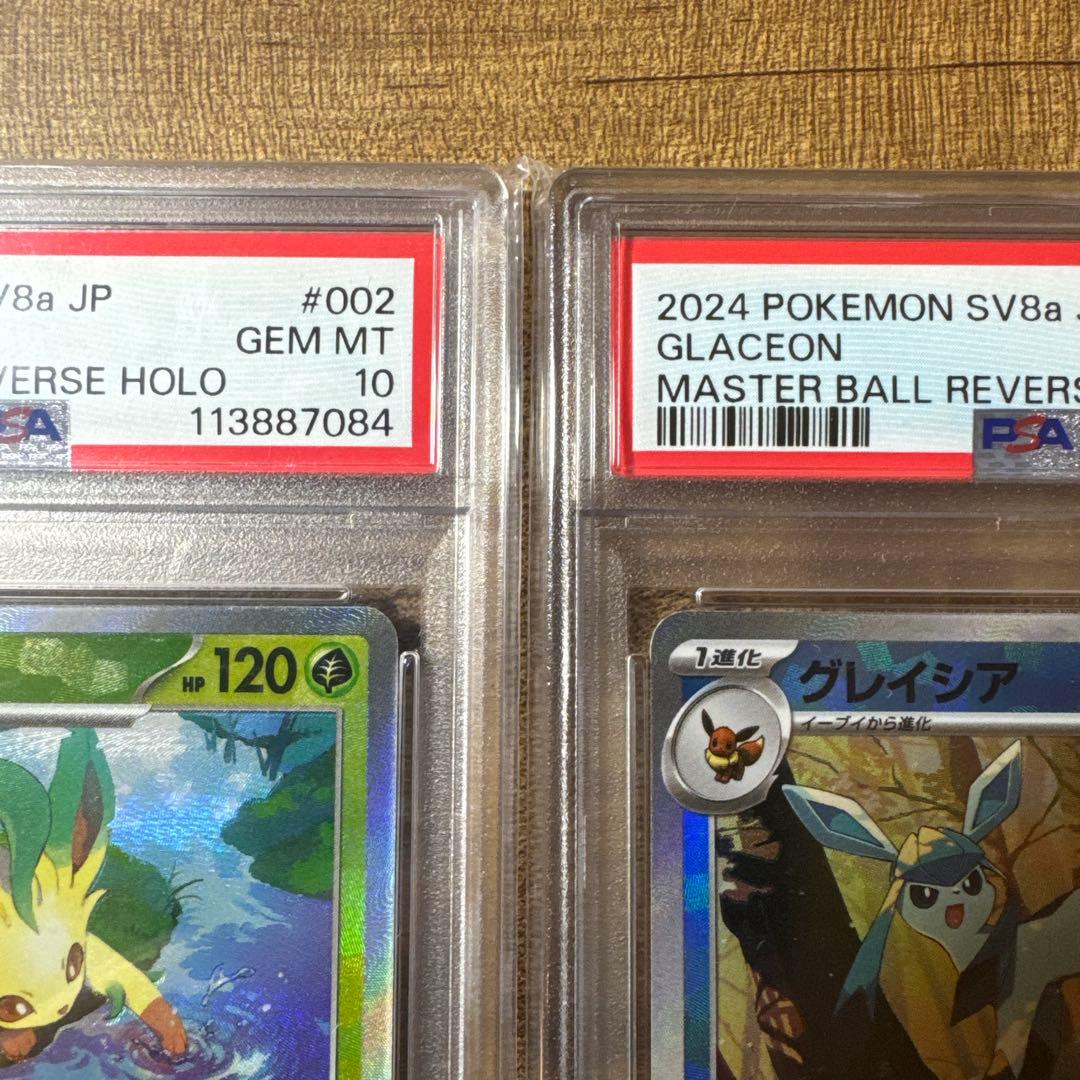 V8a JP #002
GEM MT
VERSE HOLO 10
PSA 113887084
HP 120
2024 POKEMON SV8a J
GLACEON
MASTER BALL REVERS
PSA
1進化
グレイシア
イーブイから進化